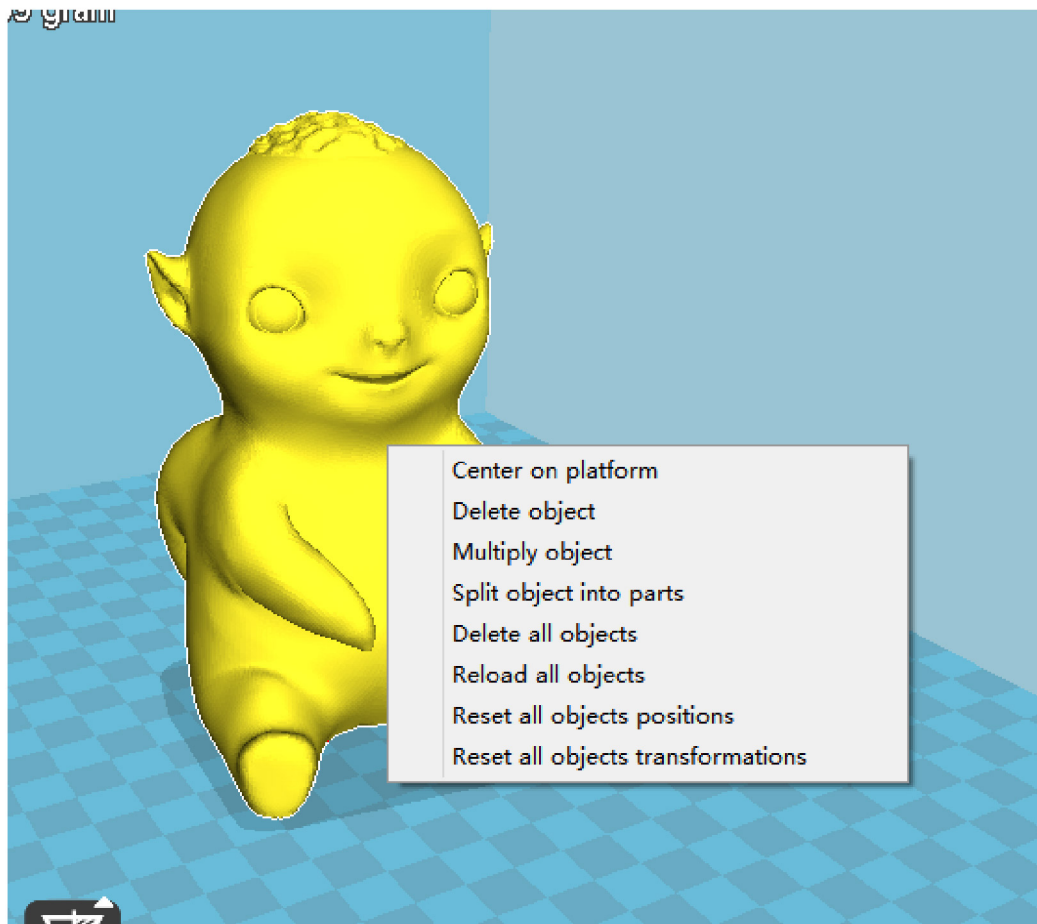 gram
Center on platform
Delete object
Multiply object
Split object into parts
Delete all objects
Reload all objects
Reset all objects positions
Reset all objects transformations